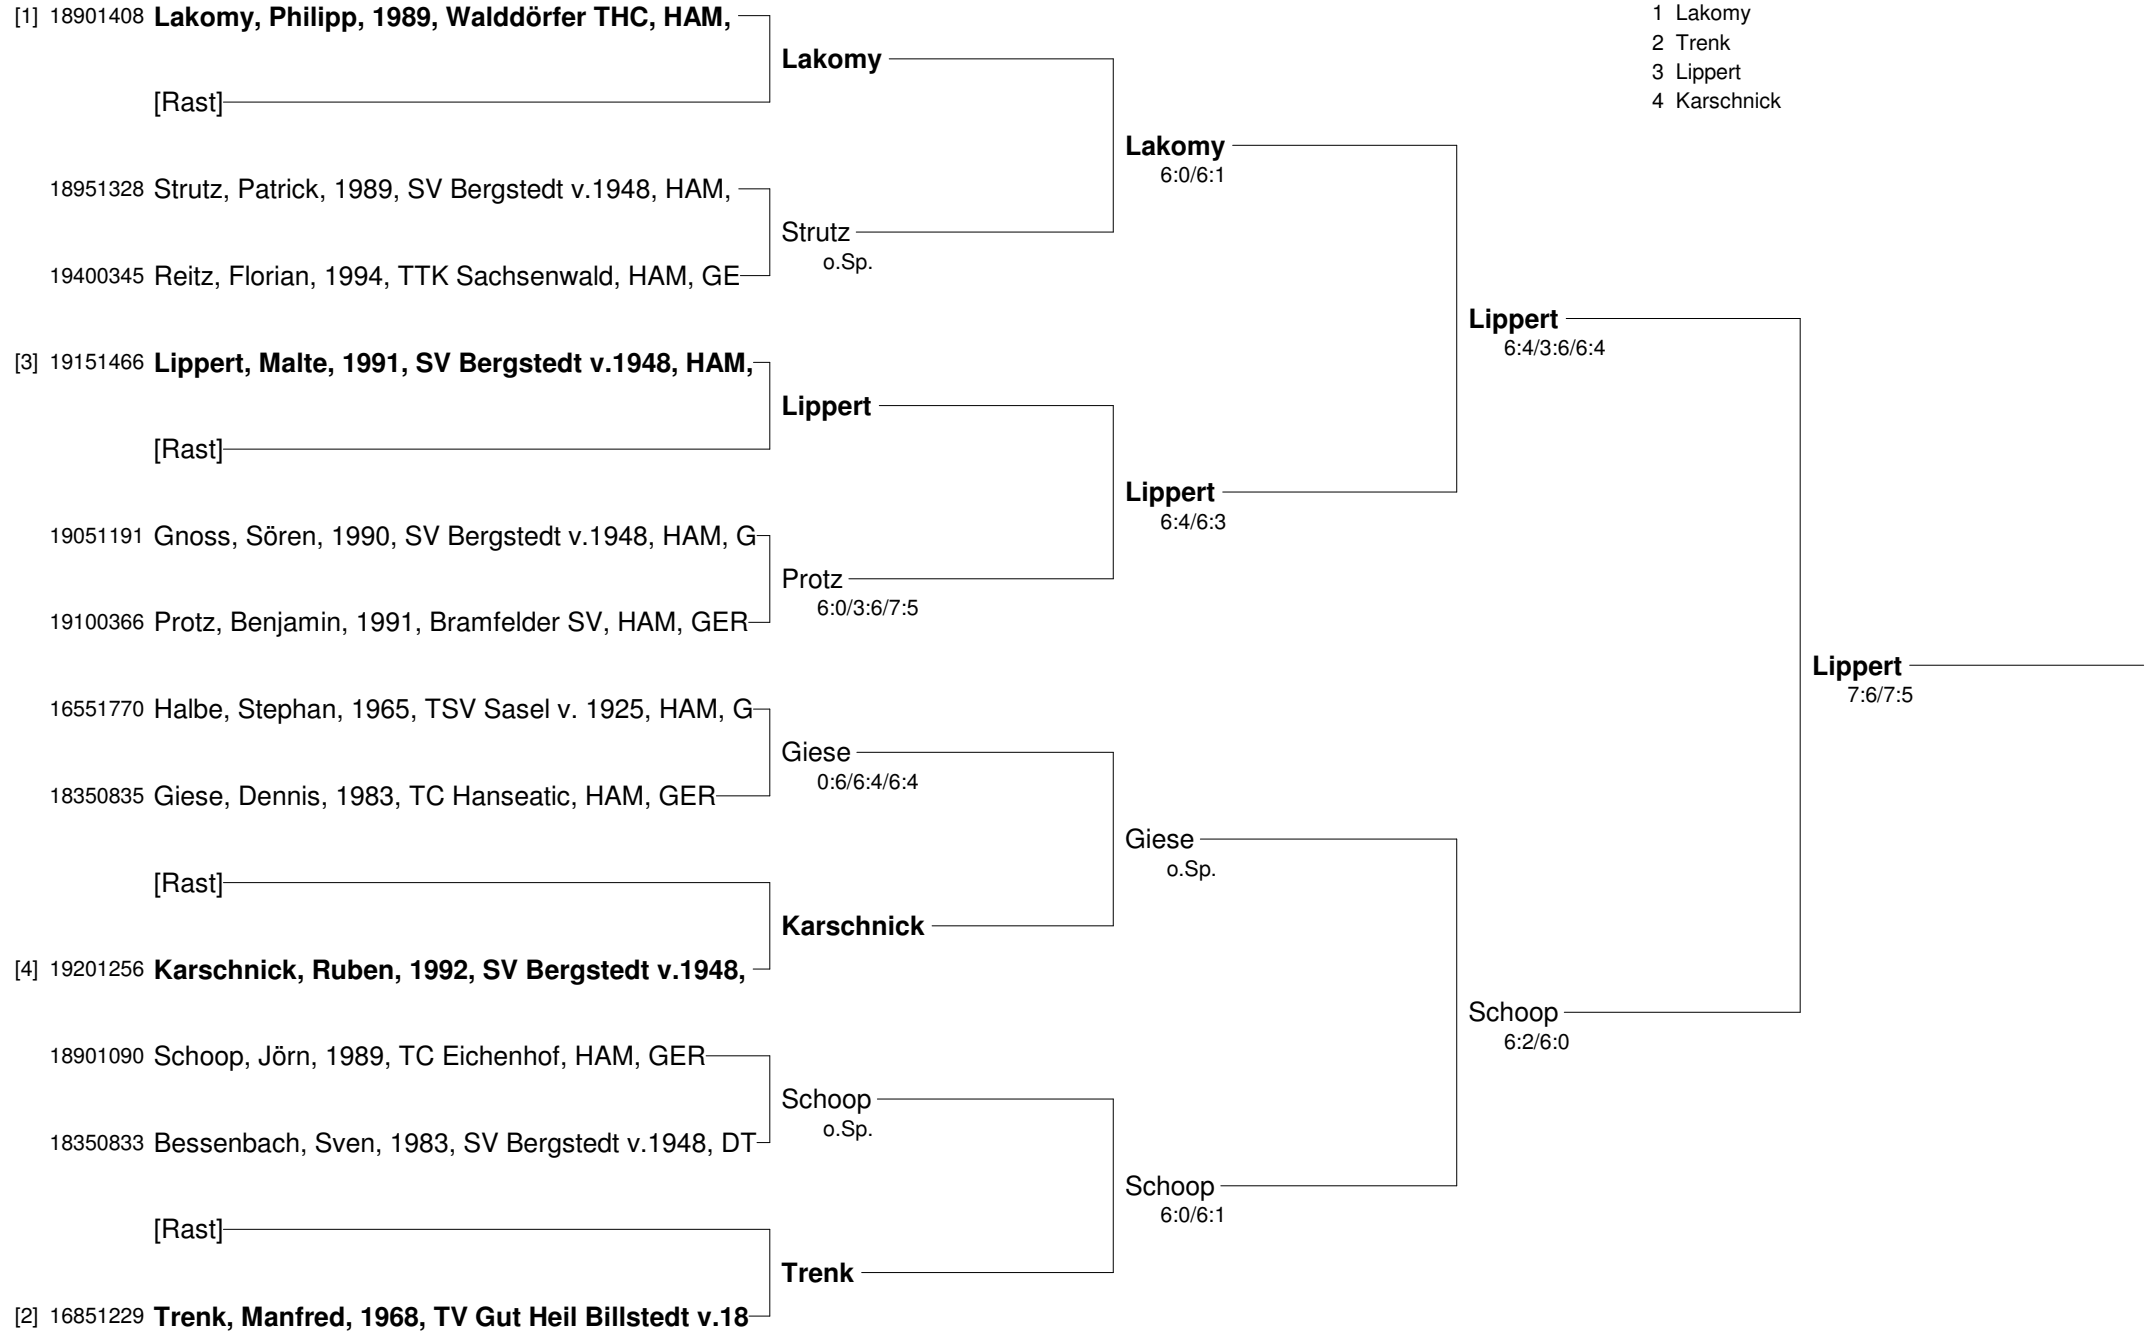 [1] 18901408 Lakomy, Philipp, 1989, Walddörfer THC, HAM,
[Rast]
18951328 Strutz, Patrick, 1989, SV Bergstedt v.1948, HAM,
19400345 Reitz, Florian, 1994, TTK Sachsenwald, HAM, GE
[3] 19151466 Lippert, Malte, 1991, SV Bergstedt v.1948, HAM,
[Rast]
19051191 Gnoss, Sören, 1990, SV Bergstedt v.1948, HAM, G
19100366 Protz, Benjamin, 1991, Bramfelder SV, HAM, GER
16551770 Halbe, Stephan, 1965, TSV Sasel v. 1925, HAM, G
18350835 Giese, Dennis, 1983, TC Hanseatic, HAM, GER
[Rast]
[4] 19201256 Karschnick, Ruben, 1992, SV Bergstedt v.1948,
18901090 Schoop, Jörn, 1989, TC Eichenhof, HAM, GER
18350833 Bessenbach, Sven, 1983, SV Bergstedt v.1948, DT
[Rast]
[2] 16851229 Trenk, Manfred, 1968, TV Gut Heil Billstedt v.18
Lakomy
Strutz
o.Sp.
Lippert
Protz
6:0/3:6/7:5
Giese
0:6/6:4/6:4
Karschnick
Schoop
o.Sp.
Trenk
Lakomy
6:0/6:1
Lippert
6:4/6:3
Giese
o.Sp.
Schoop
6:0/6:1
Lippert
6:4/3:6/6:4
Schoop
6:2/6:0
Lippert
7:6/7:5
1 Lakomy
2 Trenk
3 Lippert
4 Karschnick